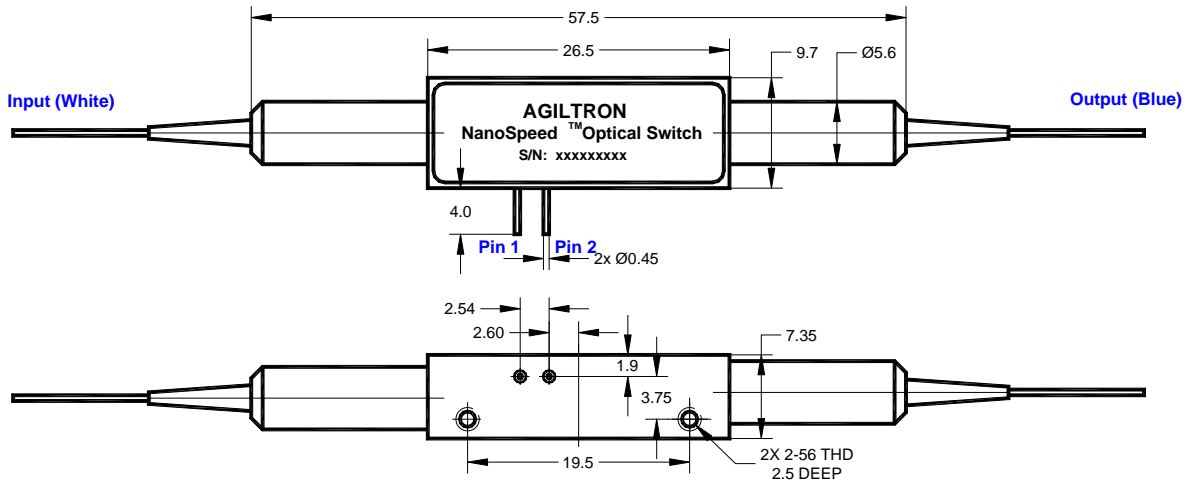 57.5
26.5
9.7
Ø5.6
Input (White)
Output (Blue)
AGILTRON
NanoSpeed ™Optical Switch
S/N: xxxxxxxxx
4.0
Pin 1
Pin 2
2x Ø0.45
2.54
2.60
7.35
1.9
3.75
19.5
2X 2-56 THD
2.5 DEEP